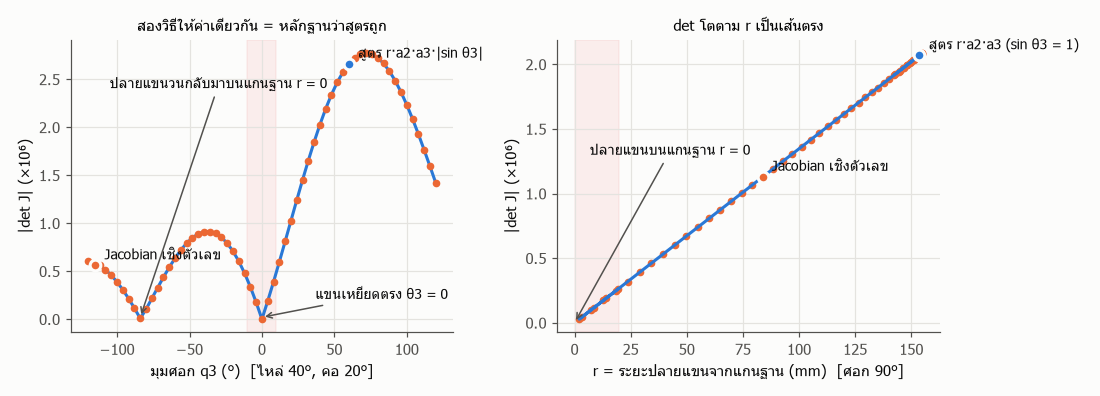 สองวิธีให้ค่าเดียวกัน = หลักฐานว่าสูตรถูก
|det J| (×10⁶)
2.5
2.0
1.5
1.0
0.5
0.0
สูตร r·a2·a3·|sin θ3|
ปลายแขนวนกลับมาบนแกนฐาน r = 0
Jacobian เชิงตัวเลข
แขนเหยียดตรง θ3 = 0
−100
−50
0
50
100
มุมศอก q3 (°)  [ไหล่ 40°, คอ 20°]
det โตตาม r เป็นเส้นตรง
|det J| (×10⁶)
2.0
1.5
1.0
0.5
0.0
สูตร r·a2·a3 (sin θ3 = 1)
ปลายแขนบนแกนฐาน r = 0
Jacobian เชิงตัวเลข
0
25
50
75
100
125
150
r = ระยะปลายแขนจากแกนฐาน (mm)  [ศอก 90°]